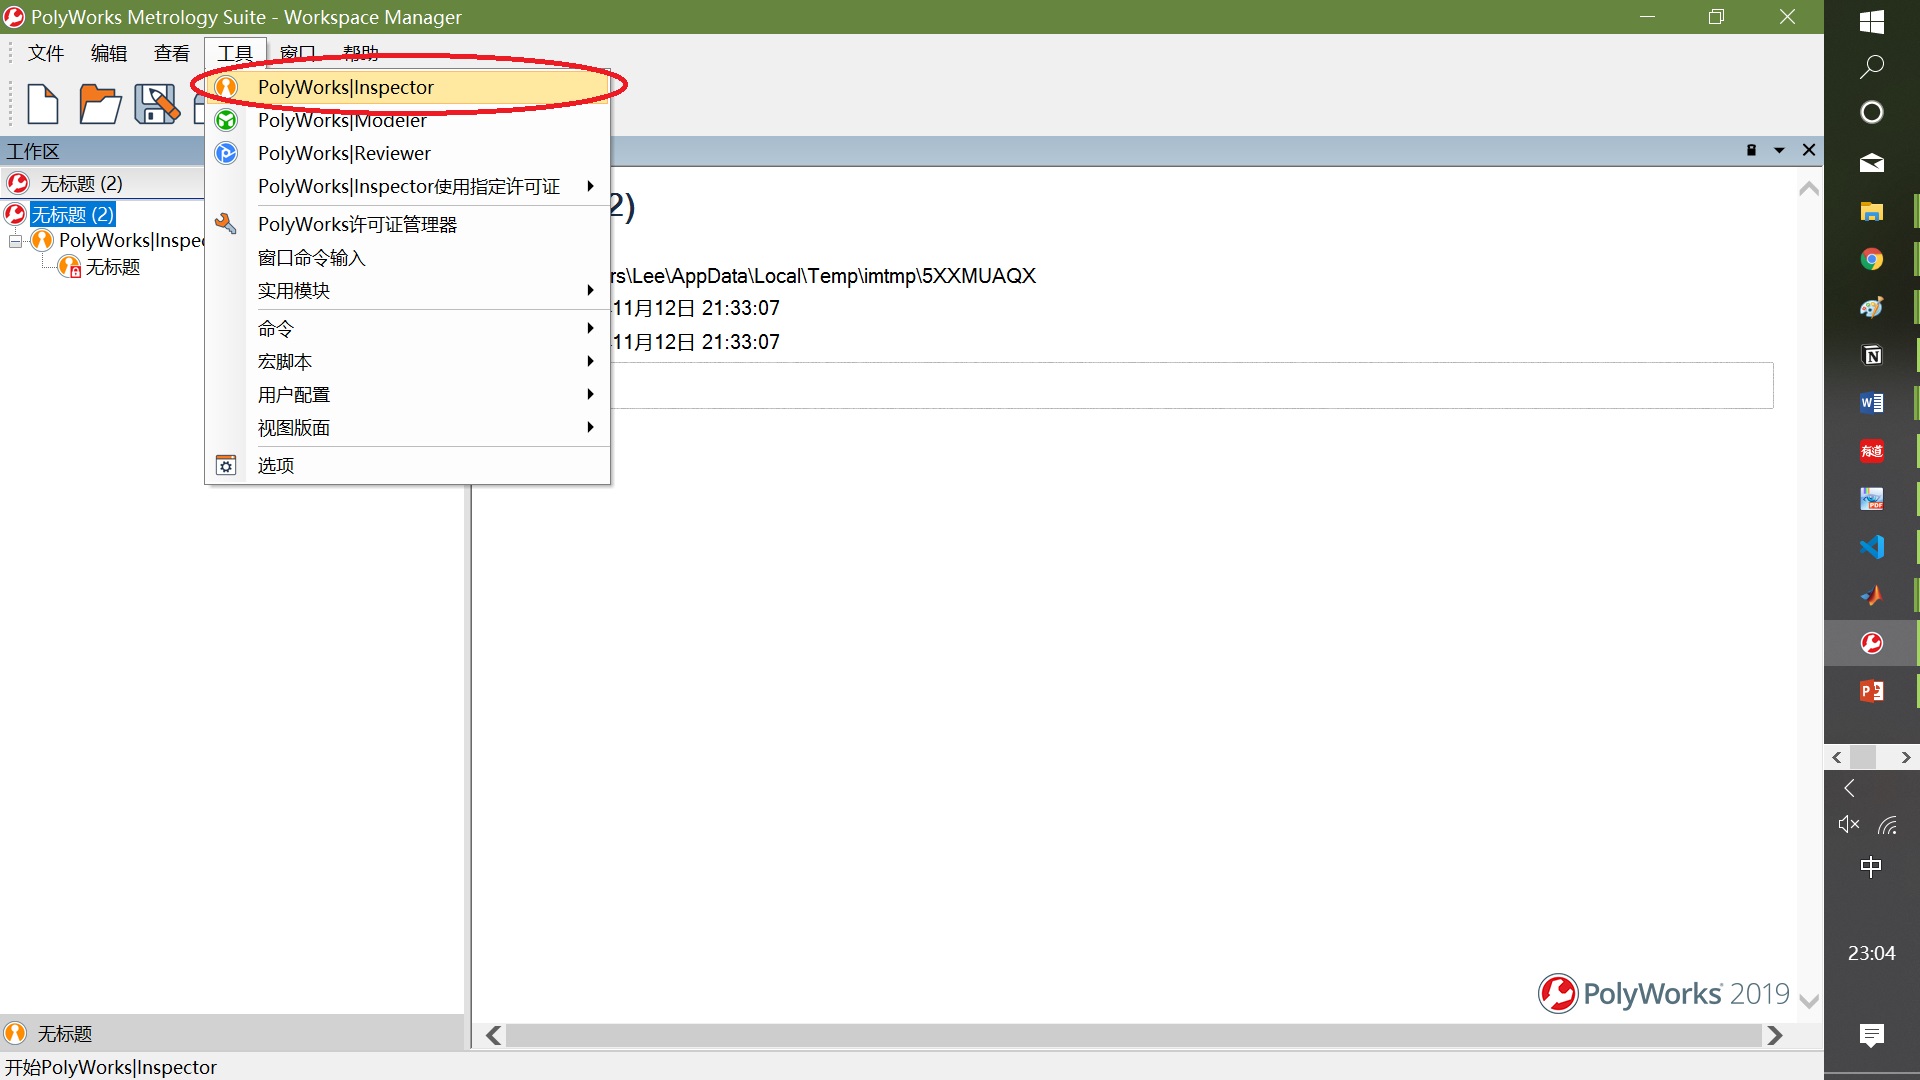 PolyWorks Metrology Suite - Workspace Manager
文件 编辑 查看 工具 窗口 帮助
PolyWorks|Inspector
PolyWorks|Modeler
PolyWorks|Reviewer
PolyWorks|Inspector使用指定许可证
PolyWorks许可证管理器
窗口命令输入
实用模块
命令
宏脚本
用户配置
视图版面
选项
工作区
无标题 (2)
无标题 (2)
PolyWorks|Inspec
无标题
2)
rs\Lee\AppData\Local\Temp\imtmp\5XXMUAQX
11月12日 21:33:07
11月12日 21:33:07
PolyWorks 2019
无标题
开始PolyWorks|Inspector
有道
PDF
中
23:04